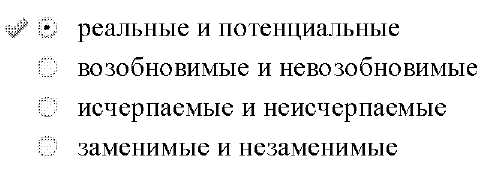 реальные и потенциальные
возобновимые и невозобновимые
исчерпаемые и неисчерпаемые
заменимые и незаменимые